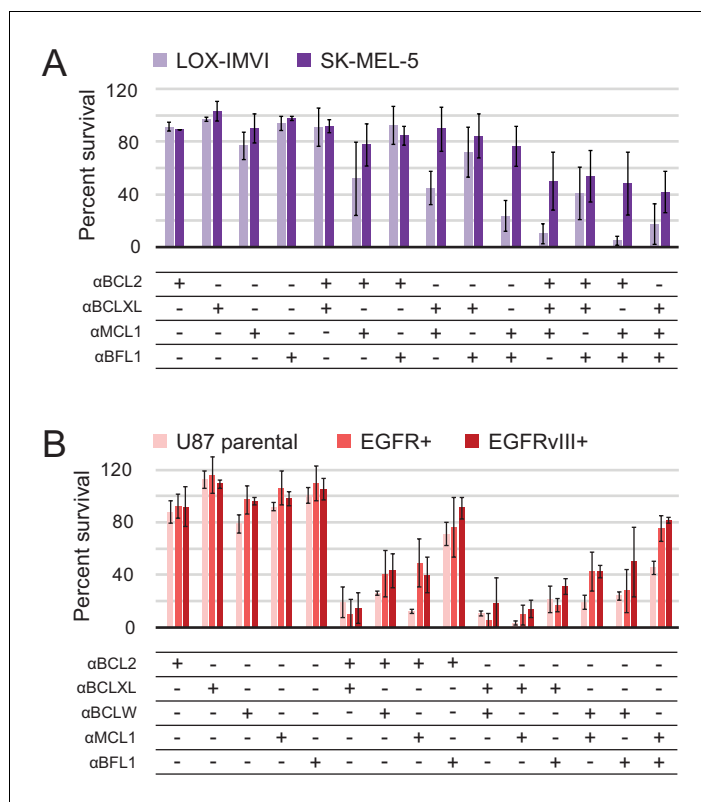 A
LOX-IMVI SK-MEL-5
Percent survival
120
80
40
0
αBCL2 + - - - + + + - - - + + + -
αBCLXL - + - - + - - + + - + + - +
αMCL1 - - + - - + - + - + + - + +
αBFL1 - - - + - - + - + + - + + +
B
U87 parental EGFR+ EGFRvIII+
Percent survival
120
80
40
0
αBCL2 + - - - - + + + + - - - - - -
αBCLXL - + - - - + - - - + + + - - -
αBCLW - - + - - - + - - + - - + + -
αMCL1 - - - + - - - + - - + - + - +
αBFL1 - - - - + - - - + - - + - + +